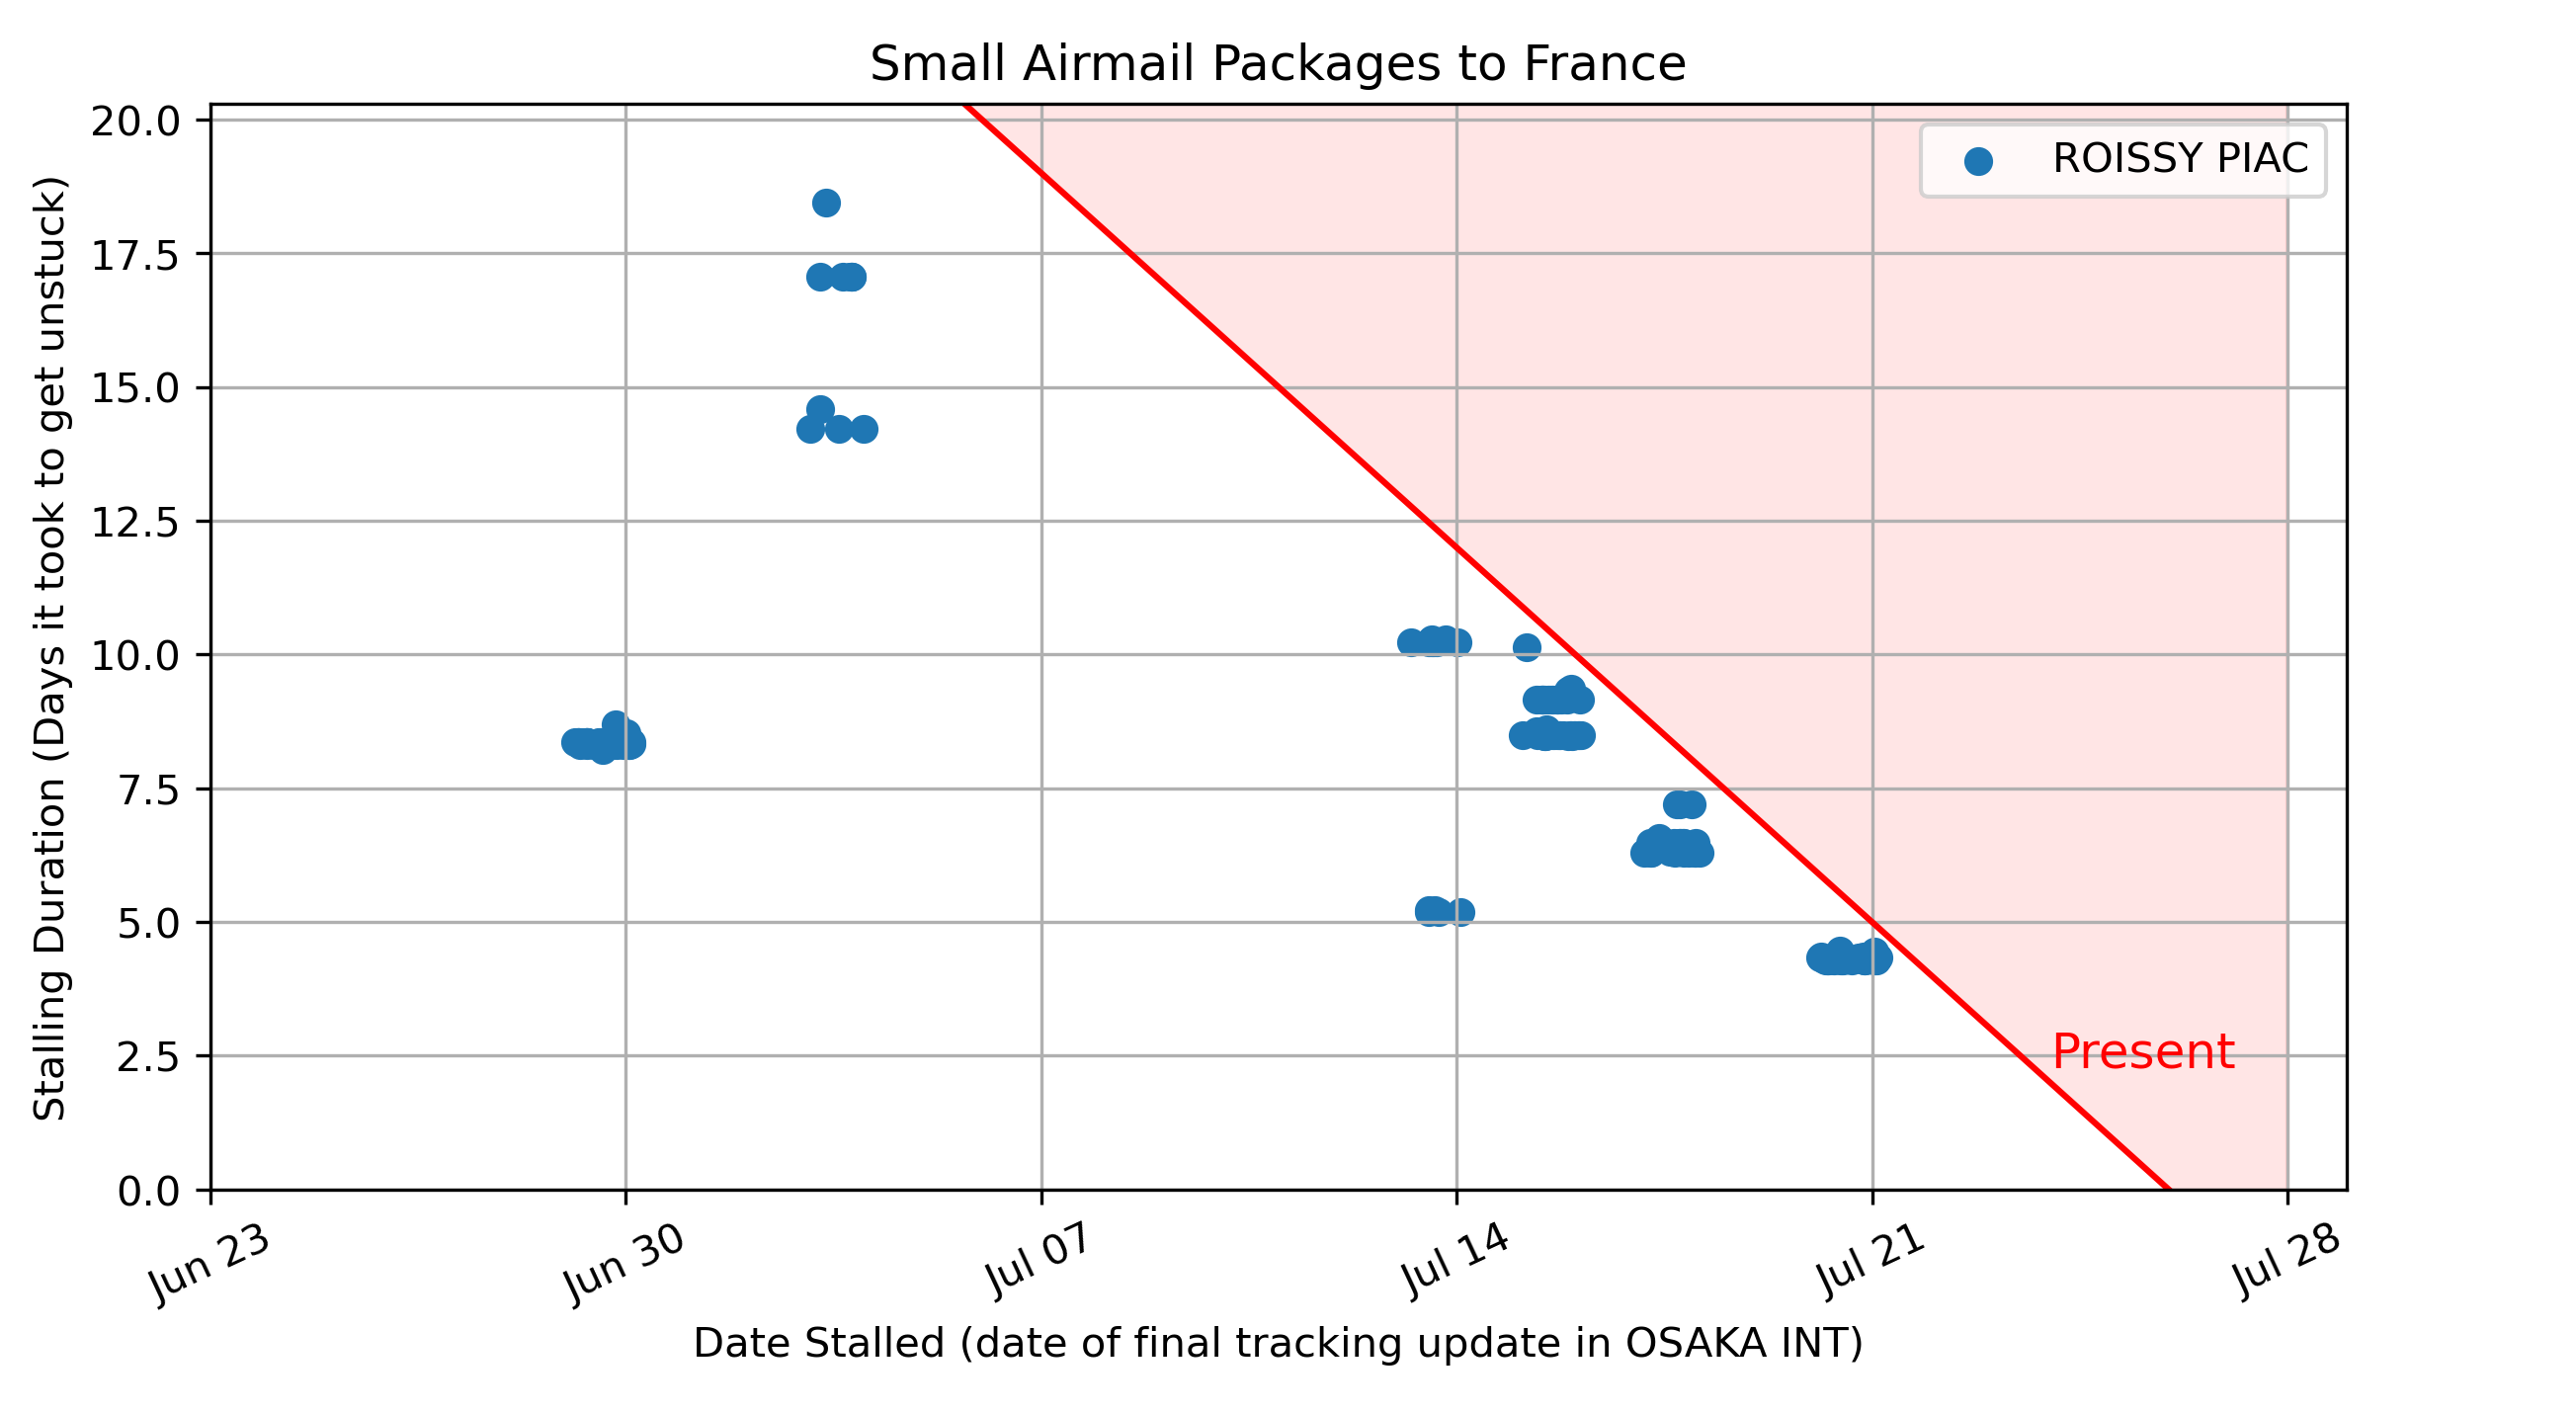 Small Airmail Packages to France
Stalling Duration (Days it took to get unstuck)
20.0
17.5
15.0
12.5
10.0
7.5
5.0
2.5
0.0
ROISSY PIAC
Present
Jun 23
Jun 30
Jul 07
Jul 14
Jul 21
Jul 28
Date Stalled (date of final tracking update in OSAKA INT)